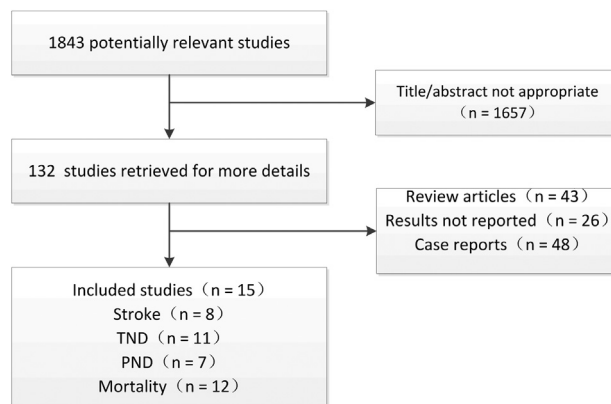 1843 potentially relevant studies
Title/abstract not appropriate
（n = 1657）
132 studies retrieved for more details
Review articles（n = 43）
Results not reported（n = 26）
Case reports（n = 48）
Included studies（n = 15）
Stroke（n = 8）
TND（n = 11）
PND（n = 7）
Mortality（n = 12）